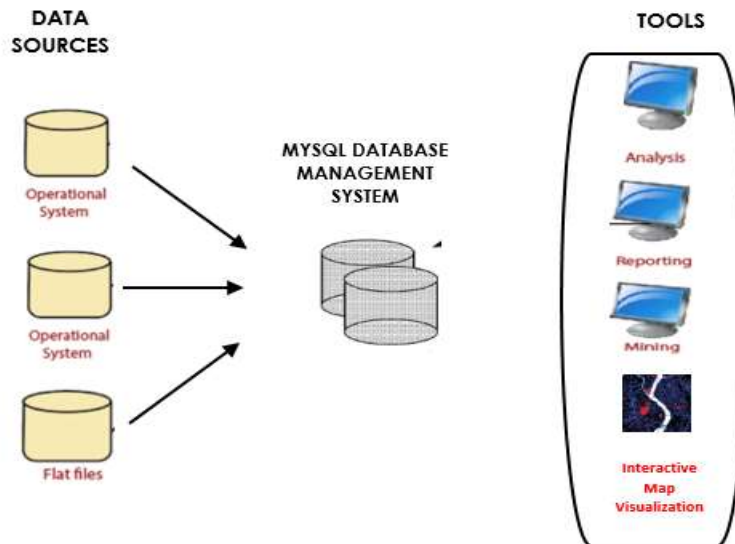 DATA
SOURCES
Operational
System
Operational
System
Flat files
MYSQL DATABASE
MANAGEMENT
SYSTEM
TOOLS
Analysis
Reporting
Mining
Interactive
Map
Visualization